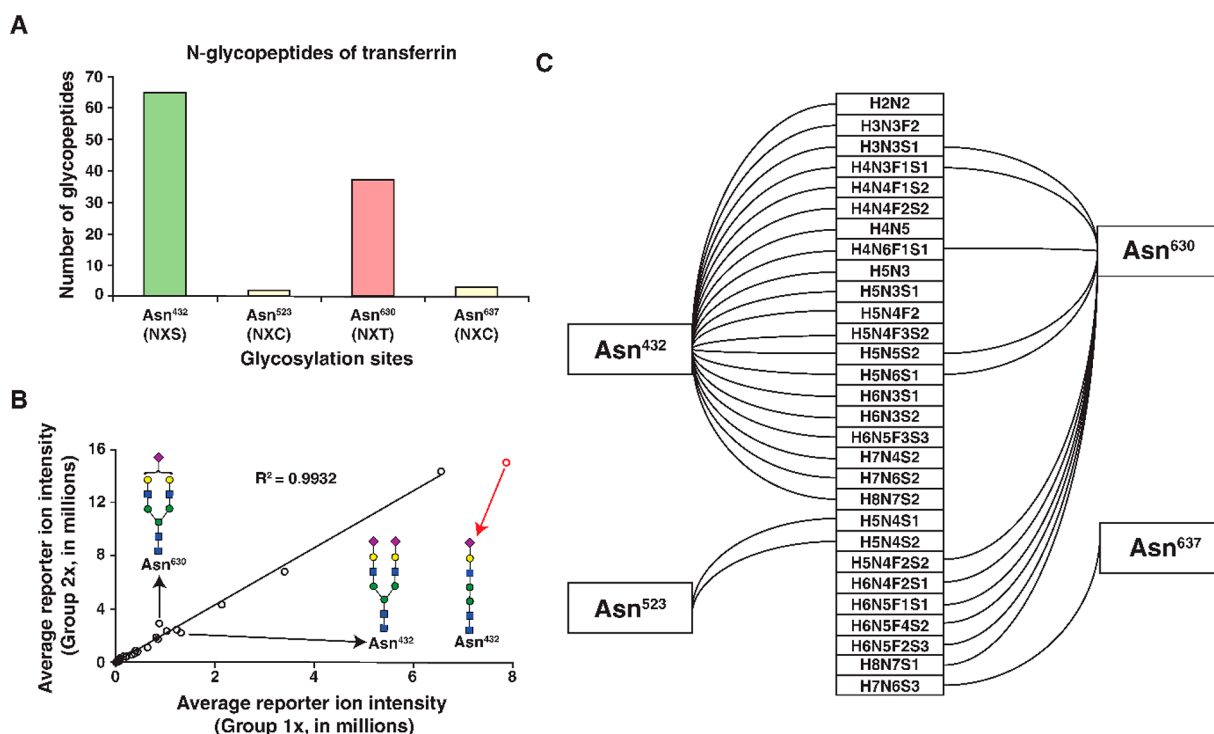 A
N-glycopeptides of transferrin
Number of glycopeptides
70
60
50
40
30
20
10
0
Asn432 Asn523 Asn630 Asn637
(NXS) (NXC) (NXT) (NXC)
Glycosylation sites
B
Average reporter ion intensity
(Group 2x, in millions)
16
12
8
4
0
R2 = 0.9932
Asn630
Asn432
Asn432
0 2 4 6 8
Average reporter ion intensity
(Group 1x, in millions)
C
Asn432
Asn523
H2N2
H3N3F2
H3N3S1
H4N3F1S1
H4N4F1S2
H4N4F2S2
H4N5
H4N6F1S1
H5N3
H5N3S1
H5N4F2
H5N4F3S2
H5N5S2
H5N6S1
H6N3S1
H6N3S2
H6N5F3S3
H7N4S2
H7N6S2
H8N7S2
H5N4S1
H5N4S2
H5N4F2S2
H6N4F2S1
H6N5F1S1
H6N5F4S2
H6N5F2S3
H8N7S1
H7N6S3
Asn630
Asn637